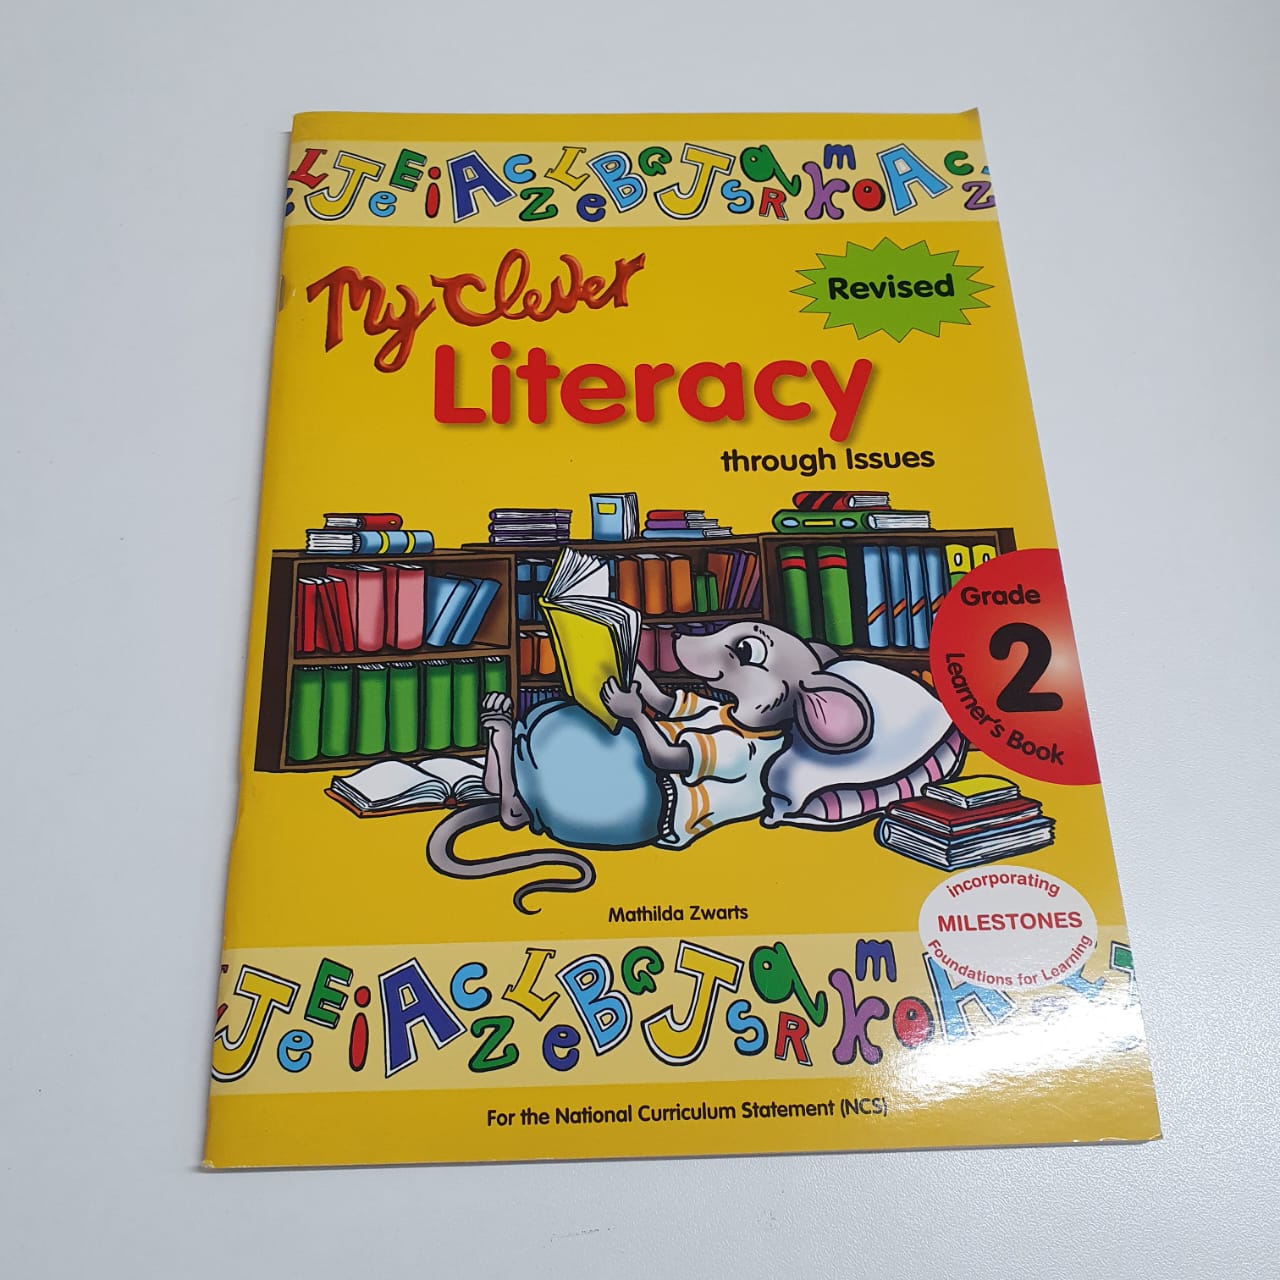 L J e E i A c z L e B G J s q R k m o A c z
My Clever
Revised
Literacy
through Issues
Grade
2
Learner's Book
Mathilda Zwarts
incorporating
MILESTONES
Foundations for Learning
J e E i A c z L e B G J s q R k m o A
For the National Curriculum Statement (NCS)